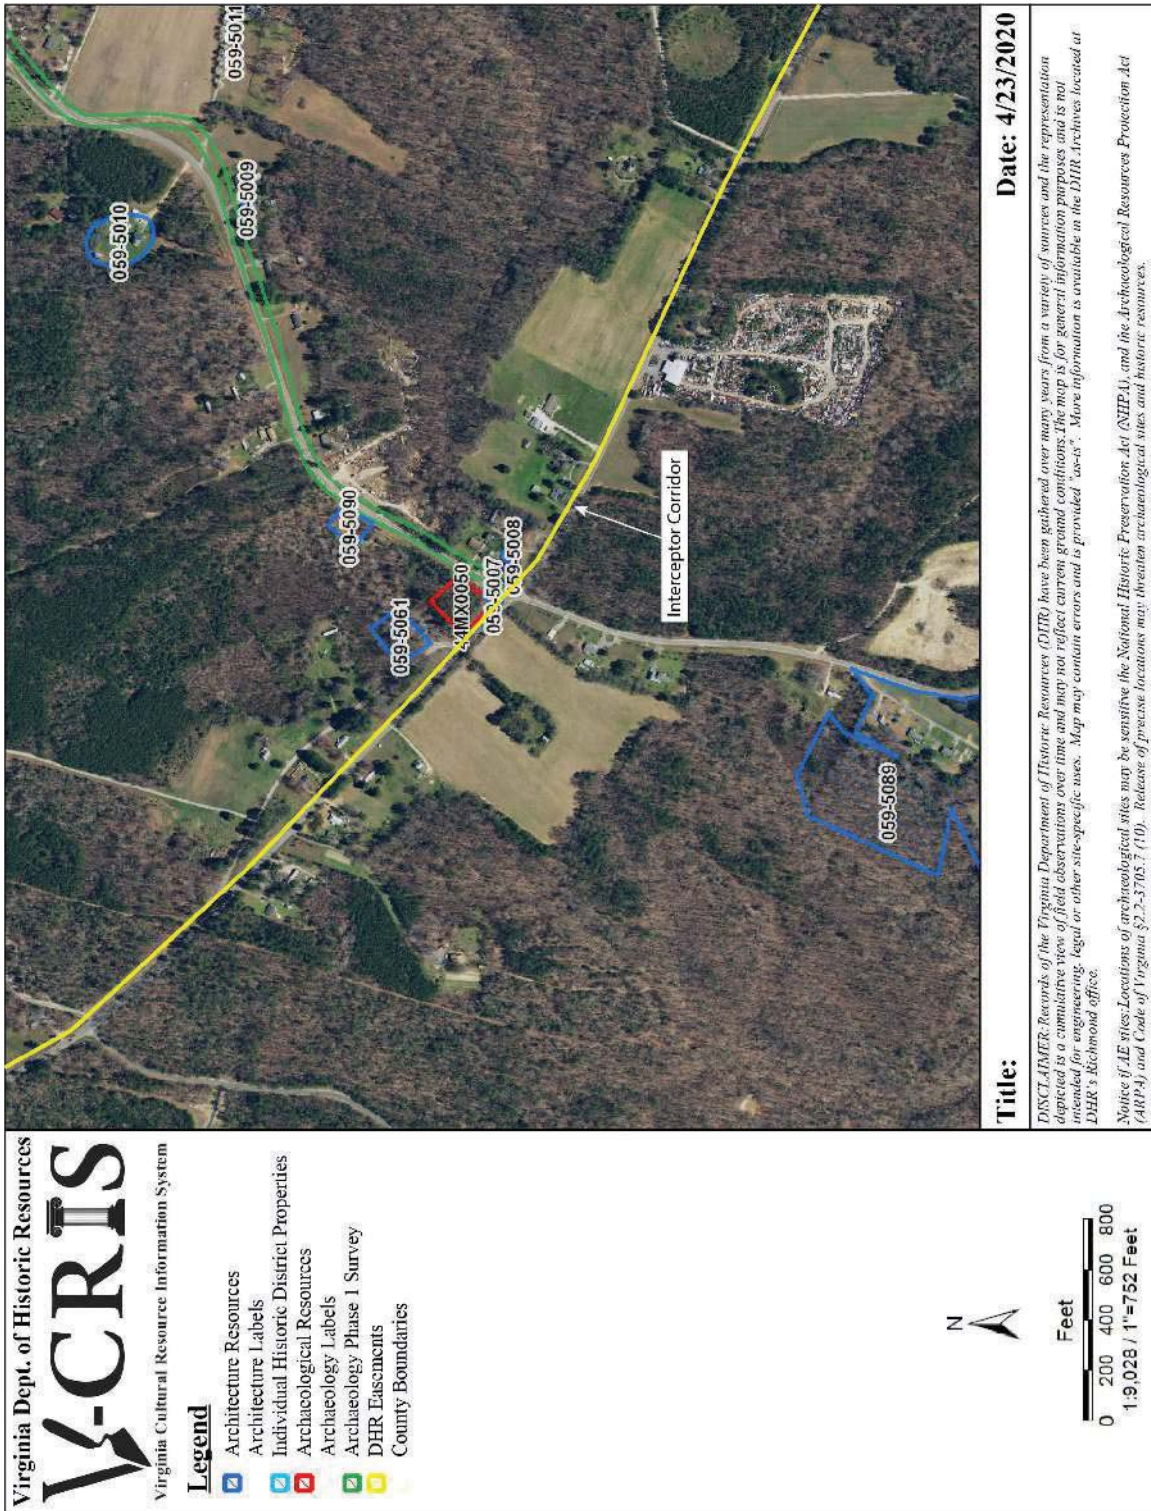 Virginia Dept. of Historic Resources
V-CRIS
Virginia Cultural Resource Information System
Legend
Architecture Resources
Architecture Labels
Individual Historic District Properties
Archaeological Resources
Archaeology Labels
Archaeology Phase 1 Survey
DHR Easements
County Boundaries
N
Feet
0 200 400 600 800
1:9,028 / 1"=752 Feet
059-5011
059-5010
059-5009
059-5090
059-5061
44MX0050
059-5007
059-5008
Interceptor Corridor
059-5089
Title:
Date: 4/23/2020
DISCLAIMER: Records of the Virginia Department of Historic Resources (DHR) have been gathered over many years from a variety of sources and the representation
depicted is a cumulative view of field observations over time and may not reflect current ground conditions. The map is for general information purposes and is not
intended for engineering, legal or other site-specific uses. Map may contain errors and is provided "as-is". More information is available in the DHR Archives located at
DHR's Richmond office.
Notice if AE sites: Locations of archaeological sites may be sensitive the National Historic Preservation Act (NHPA), and the Archaeological Resources Protection Act
(ARPA) and Code of Virginia §2.2-3705.7 (10). Release of precise locations may threaten archaeological sites and historic resources.